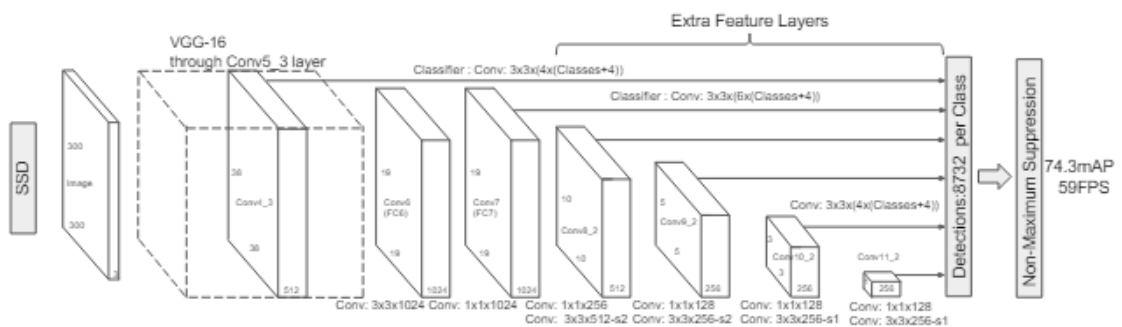 Extra Feature Layers
VGG-16
through Conv5_3 layer
Classifier : Conv: 3x3x(4x(Classes+4))
Classifier : Conv: 3x3x(6x(Classes+4))
SSD
300
Image
300
3
38
Conv4_3
38
512
19
Conv6
(FC6)
19
1024
19
Conv7
(FC7)
19
1024
10
Conv8_2
10
512
5
Conv9_2
5
256
Conv: 3x3x(4x(Classes+4))
3
Conv10_2
3
256
Conv11_2
256
Detections:8732 per Class
Non-Maximum Suppression
74.3mAP
59FPS
Conv: 3x3x1024
Conv: 1x1x1024
Conv: 1x1x256
Conv: 3x3x512-s2
Conv: 1x1x128
Conv: 3x3x256-s2
Conv: 1x1x128
Conv: 3x3x256-s1
Conv: 1x1x128
Conv: 3x3x256-s1